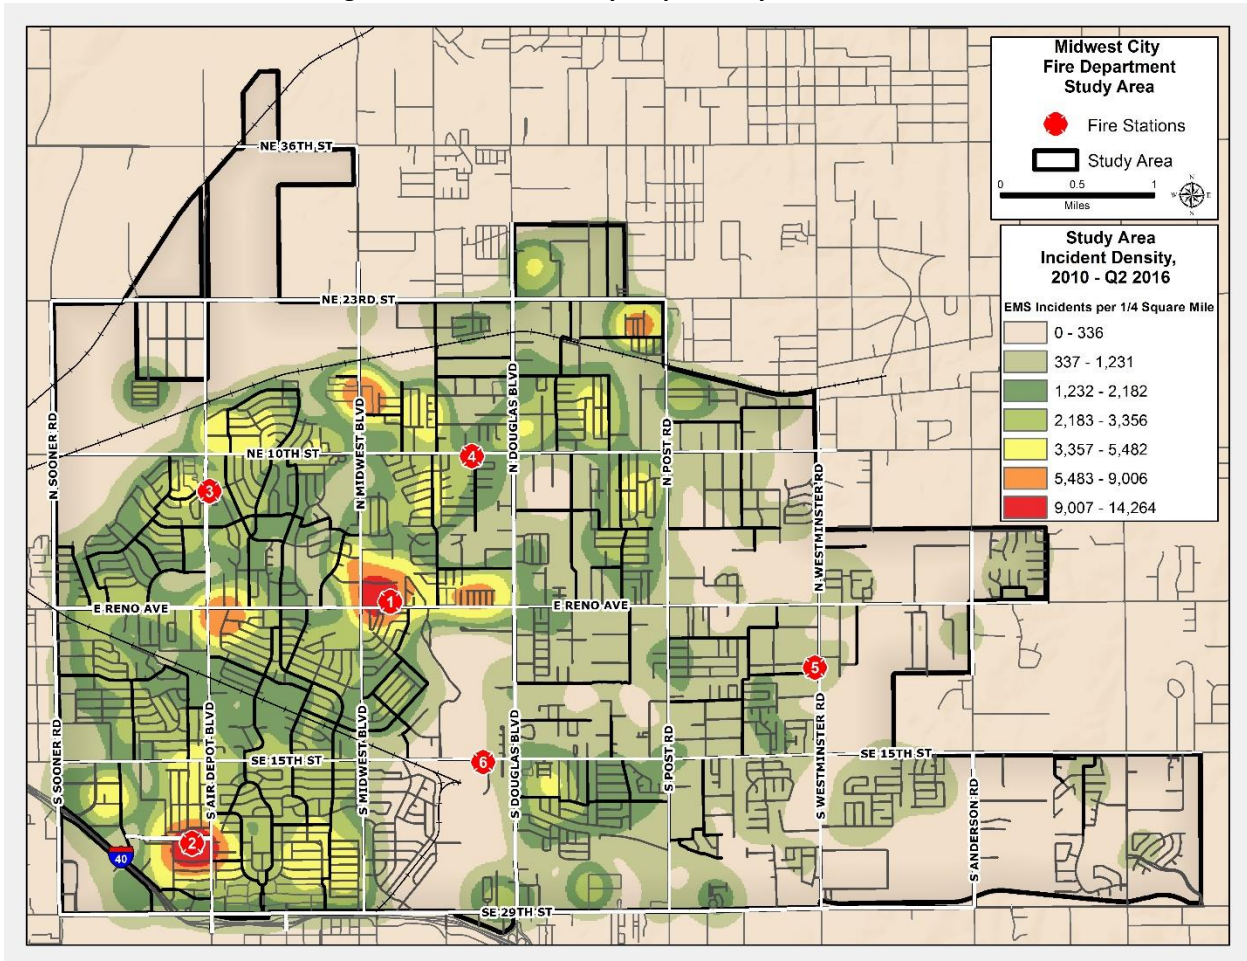 Midwest City
Fire Department
Study Area
Fire Stations
Study Area
0 0.5 1
Miles
N
W E
S
Study Area
Incident Density,
2010 - Q2 2016
EMS Incidents per 1/4 Square Mile
0 - 336
337 - 1,231
1,232 - 2,182
2,183 - 3,356
3,357 - 5,482
5,483 - 9,006
9,007 - 14,264
NE 36TH ST
NE 23RD ST
N SOONER RD
N MIDWEST BLVD
N DOUGLAS BLVD
N POST RD
NE 10TH ST
4
3
N WESTMINSTER RD
1
E RENO AVE
E RENO AVE
5
S SOONER RD
S AIR DEPOT BLVD
S MIDWEST BLVD
S DOUGLAS BLVD
S POST RD
S WESTMINSTER RD
SE 15TH ST
6
SE 15TH ST
S ANDERSON RD
2
40
SE 29TH ST